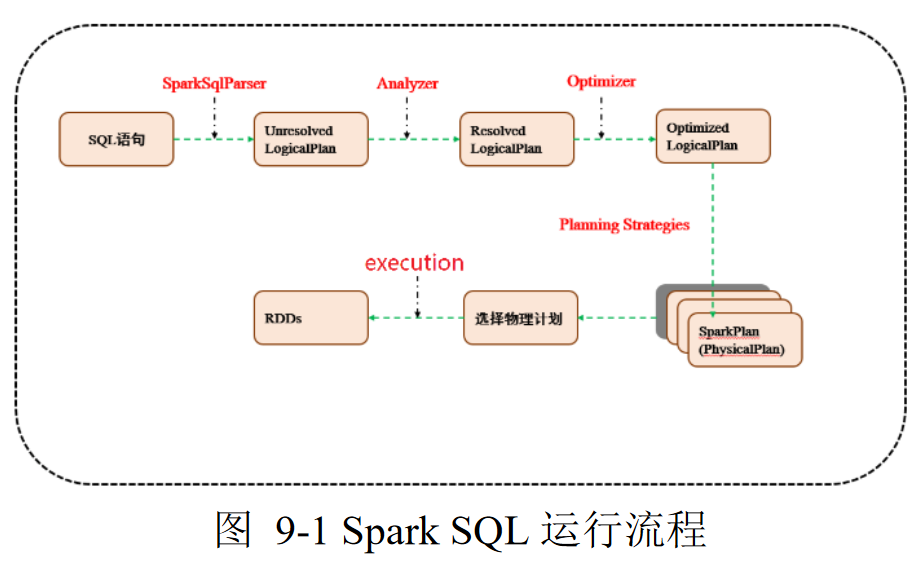 SparkSqlParser
Analyzer
Optimizer
SQL语句
Unresolved
LogicalPlan
Resolved
LogicalPlan
Optimized
LogicalPlan
Planning Strategies
execution
RDDs
选择物理计划
SparkPlan
(PhysicalPlan)
图 9-1 Spark SQL 运行流程